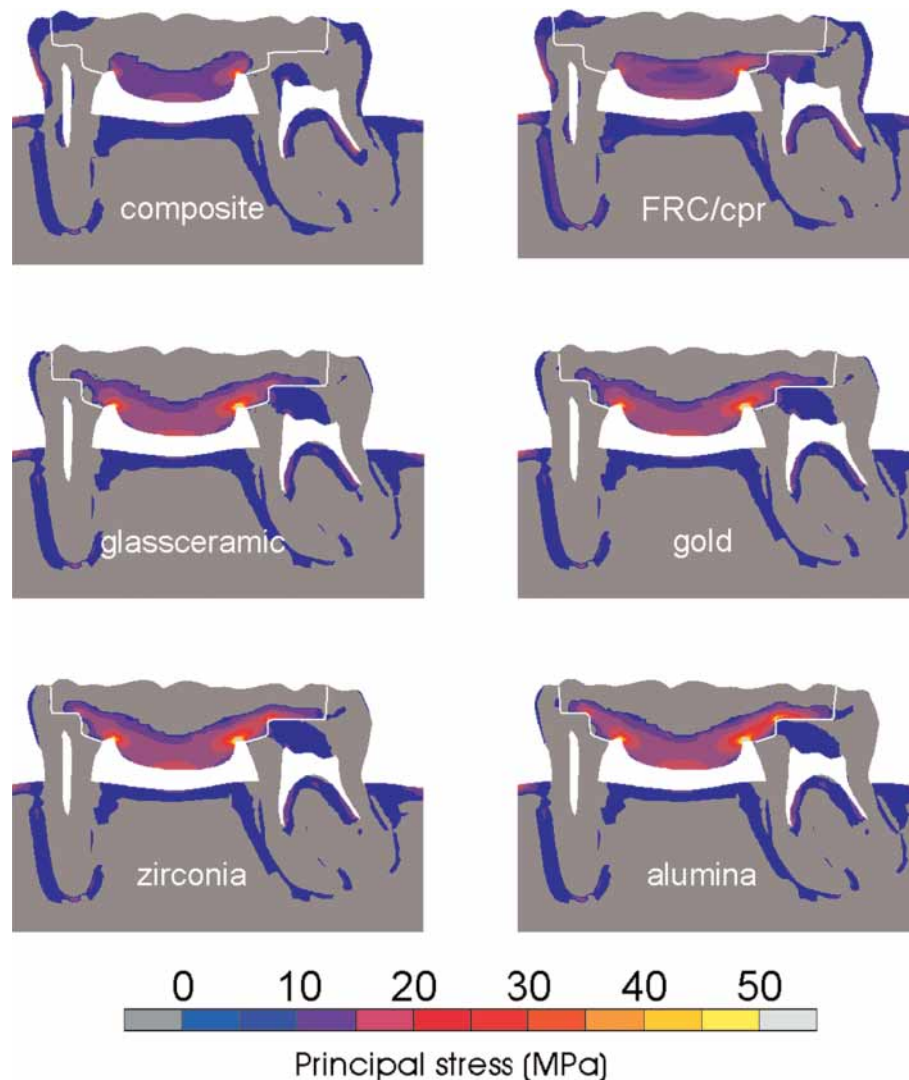 composite
FRC/cpr
glassceramic
gold
zirconia
alumina
0 10 20 30 40 50
Principal stress (MPa)